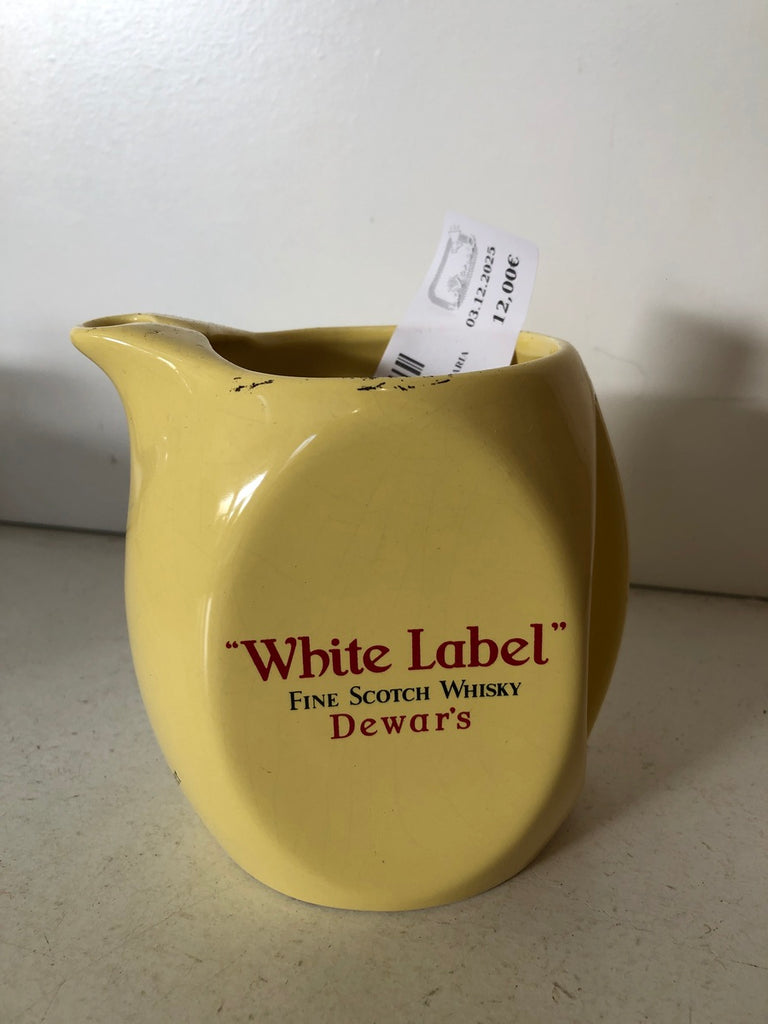 03.12.2025
12,00€
“White Label”
Fine Scotch Whisky
Dewar's